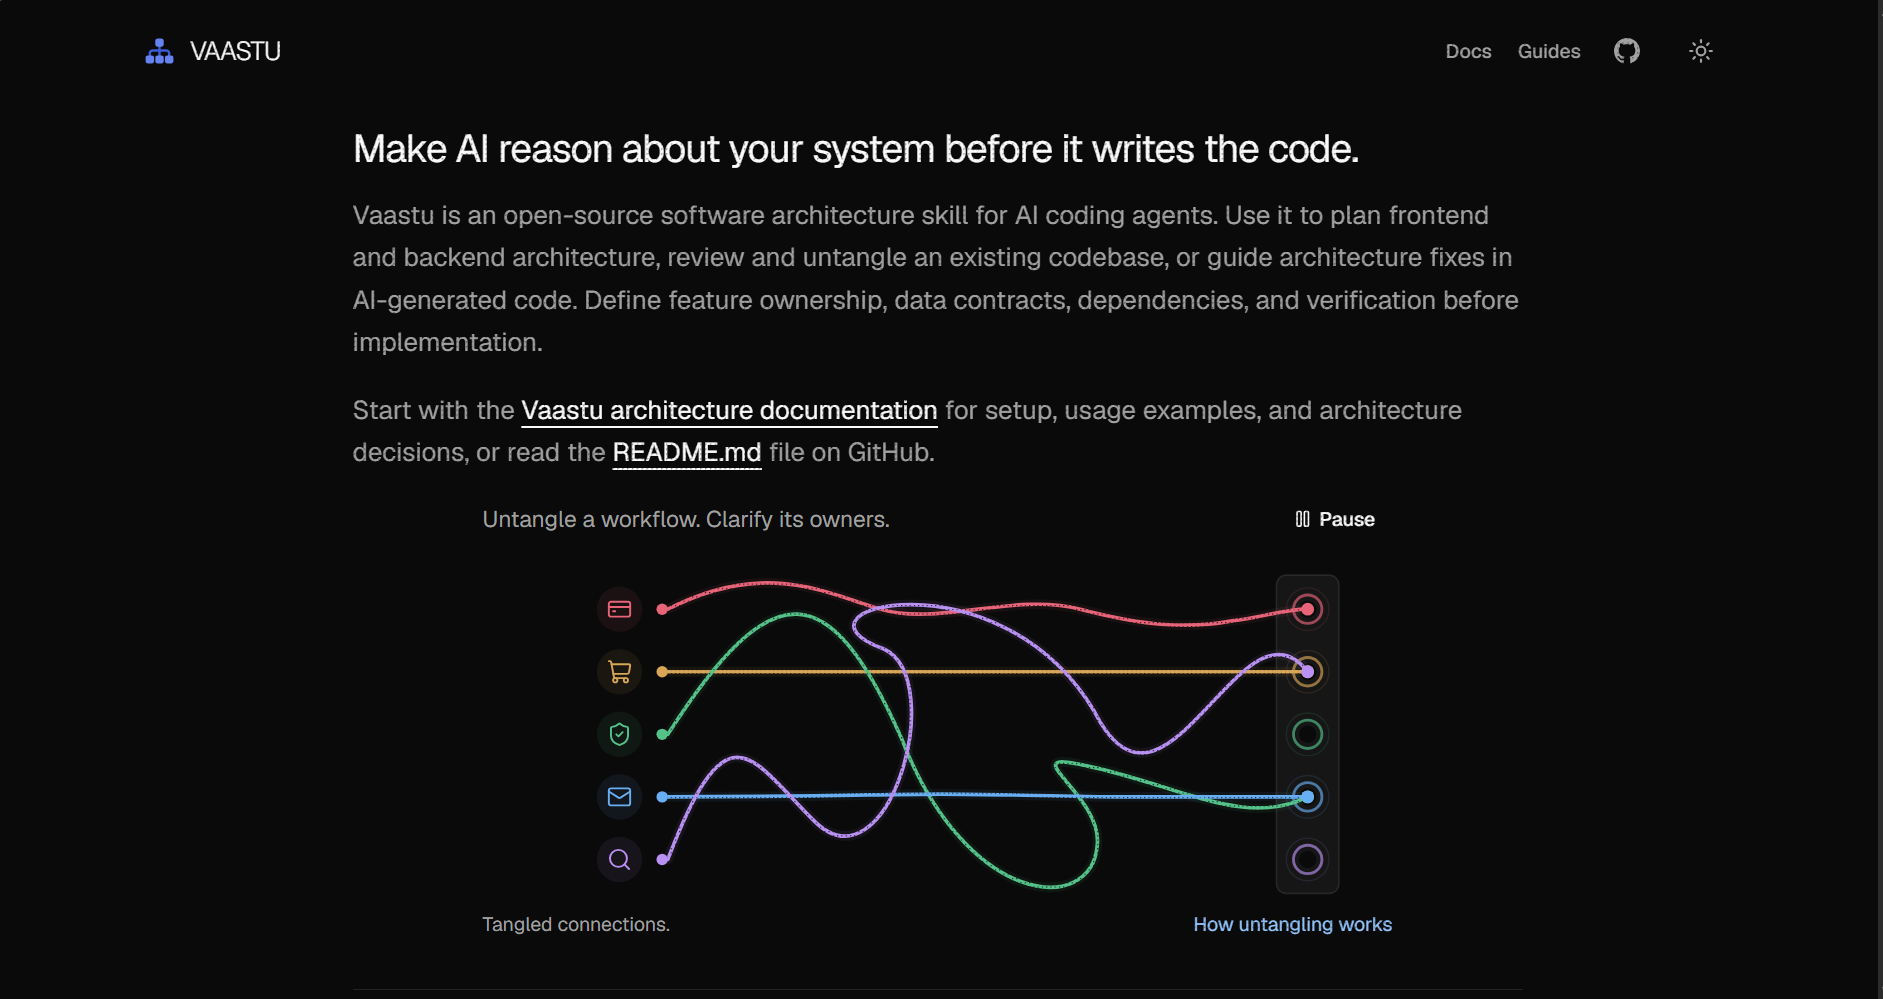 VAASTU
Docs
Guides
Make AI reason about your system before it writes the code.
Vaastu is an open-source software architecture skill for AI coding agents. Use it to plan frontend
and backend architecture, review and untangle an existing codebase, or guide architecture fixes in
AI-generated code. Define feature ownership, data contracts, dependencies, and verification before
implementation.
Start with the Vaastu architecture documentation for setup, usage examples, and architecture
decisions, or read the README.md file on GitHub.
Untangle a workflow. Clarify its owners.
Pause
Tangled connections.
How untangling works